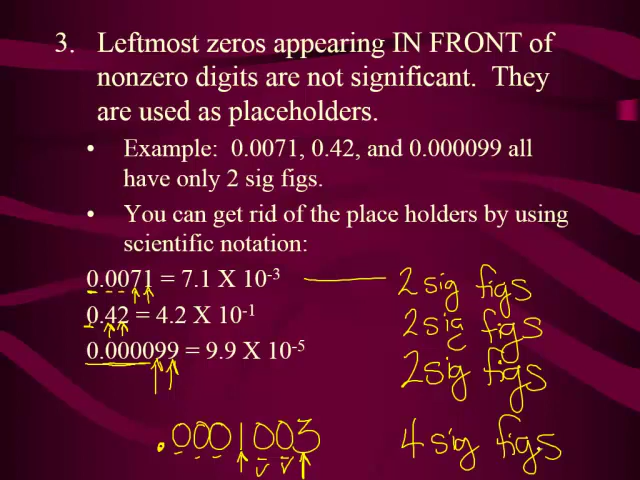 3. Leftmost zeros appearing IN FRONT of
nonzero digits are not significant. They
are used as placeholders.
• Example: 0.0071, 0.42, and 0.000099 all
have only 2 sig figs.
• You can get rid of the place holders by using
scientific notation:
0.0071 = 7.1 X 10⁻³ 2 sig figs
0.42 = 4.2 X 10⁻¹ 2 sig figs
0.000099 = 9.9 X 10⁻⁵ 2 sig figs
.0001003 4 sig figs